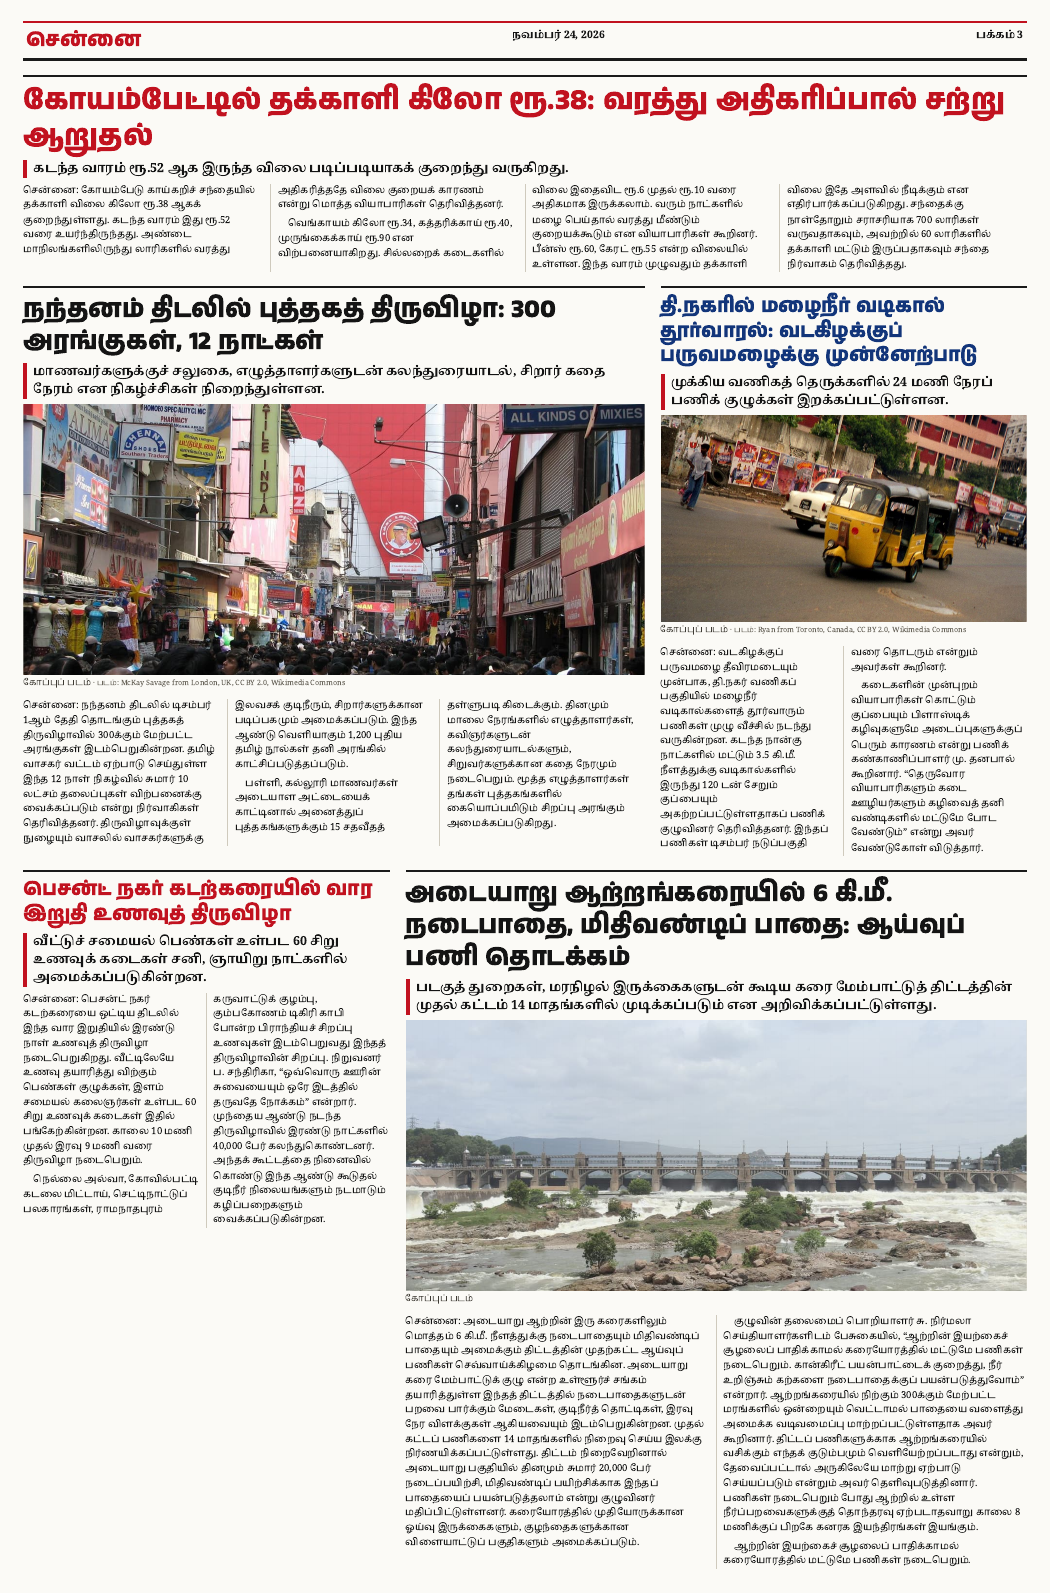 சென்னை
நவம்பர் 24, 2026
பக்கம் 3
கோயம்பேட்டில் தக்காளி கிலோ ரூ.38: வரத்து அதிகரிப்பால் சற்று
ஆறுதல்
கடந்த வாரம் ரூ.52 ஆக இருந்த விலை படிப்படியாகக் குறைந்து வருகிறது.
சென்னை: கோயம்பேடு காய்கறிச் சந்தையில்
தக்காளி விலை கிலோ ரூ.38 ஆகக்
குறைந்துள்ளது. கடந்த வாரம் இது ரூ.52
வரை உயர்ந்திருந்தது. அண்டை
மாநிலங்களிலிருந்து லாரிகளில் வரத்து
அதிகரித்ததே விலை குறையக் காரணம்
என்று மொத்த வியாபாரிகள் தெரிவித்தனர்.
வெங்காயம் கிலோ ரூ.34, கத்தரிக்காய் ரூ.40,
முருங்கைக்காய் ரூ.90 என
விற்பனையாகிறது. சில்லறைக் கடைகளில்
விலை இதைவிட ரூ.6 முதல் ரூ.10 வரை
அதிகமாக இருக்கலாம். வரும் நாட்களில்
மழை பெய்தால் வரத்து மீண்டும்
குறையக்கூடும் என வியாபாரிகள் கூறினர்.
பீன்ஸ் ரூ.60, கேரட் ரூ.55 என்ற விலையில்
உள்ளன. இந்த வாரம் முழுவதும் தக்காளி
விலை இதே அளவில் நீடிக்கும் என
எதிர்பார்க்கப்படுகிறது. சந்தைக்கு
நாள்தோறும் சராசரியாக 700 லாரிகள்
வருவதாகவும், அவற்றில் 60 லாரிகளில்
தக்காளி மட்டும் இருப்பதாகவும் சந்தை
நிர்வாகம் தெரிவித்தது.
நந்தனம் திடலில் புத்தகத் திருவிழா: 300
அரங்குகள், 12 நாட்கள்
மாணவர்களுக்குச் சலுகை, எழுத்தாளர்களுடன் கலந்துரையாடல், சிறார் கதை
நேரம் என நிகழ்ச்சிகள் நிறைந்துள்ளன.
HOMOEO SPECIALITY CLINIC
PHARMACY
CHENNAI
SHOES
Southern Traders
TILE INDIA
A to Z
ALL KINDS OF MIXIES
கோப்புப் படம் · படம்: McKay Savage from London, UK, CC BY 2.0, Wikimedia Commons
சென்னை: நந்தனம் திடலில் டிசம்பர்
1ஆம் தேதி தொடங்கும் புத்தகத்
திருவிழாவில் 300க்கும் மேற்பட்ட
அரங்குகள் இடம்பெறுகின்றன. தமிழ்
வாசகர் வட்டம் ஏற்பாடு செய்துள்ள
இந்த 12 நாள் நிகழ்வில் சுமார் 10
லட்சம் தலைப்புகள் விற்பனைக்கு
வைக்கப்படும் என்று நிர்வாகிகள்
தெரிவித்தனர். திருவிழாவுக்குள்
நுழையும் வாசலில் வாசகர்களுக்கு
இலவசக் குடிநீரும், சிறார்களுக்கான
படிப்பகமும் அமைக்கப்படும். இந்த
ஆண்டு வெளியாகும் 1,200 புதிய
தமிழ் நூல்கள் தனி அரங்கில்
காட்சிப்படுத்தப்படும்.
பள்ளி, கல்லூரி மாணவர்கள்
அடையாள அட்டையைக்
காட்டினால் அனைத்துப்
புத்தகங்களுக்கும் 15 சதவீதத்
தள்ளுபடி கிடைக்கும். தினமும்
மாலை நேரங்களில் எழுத்தாளர்கள்,
கவிஞர்களுடன்
கலந்துரையாடல்களும்,
சிறுவர்களுக்கான கதை நேரமும்
நடைபெறும். மூத்த எழுத்தாளர்கள்
தங்கள் புத்தகங்களில்
கையொப்பமிடும் சிறப்பு அரங்கும்
அமைக்கப்படுகிறது.
தி.நகரில் மழைநீர் வடிகால்
தூர்வாரல்: வடகிழக்குப்
பருவமழைக்கு முன்னேற்பாடு
முக்கிய வணிகத் தெருக்களில் 24 மணி நேரப்
பணிக் குழுக்கள் இறக்கப்பட்டுள்ளன.
கோப்புப் படம் · படம்: Ryan from Toronto, Canada, CC BY 2.0, Wikimedia Commons
சென்னை: வடகிழக்குப்
பருவமழை தீவிரமடையும்
முன்பாக, தி.நகர் வணிகப்
பகுதியில் மழைநீர்
வடிகால்களைத் தூர்வாரும்
பணிகள் முழு வீச்சில் நடந்து
வருகின்றன. கடந்த நான்கு
நாட்களில் மட்டும் 3.5 கி.மீ.
நீளத்துக்கு வடிகால்களில்
இருந்து 120 டன் சேறும்
குப்பையும்
அகற்றப்பட்டுள்ளதாகப் பணிக்
குழுவினர் தெரிவித்தனர். இந்தப்
பணிகள் டிசம்பர் நடுப்பகுதி
வரை தொடரும் என்றும்
அவர்கள் கூறினர்.
கடைகளின் முன்புறம்
வியாபாரிகள் கொட்டும்
குப்பையும் பிளாஸ்டிக்
கழிவுகளுமே அடைப்புகளுக்குப்
பெரும் காரணம் என்று பணிக்
கண்காணிப்பாளர் மு. தனபால்
கூறினார். “தெருவோர
வியாபாரிகளும் கடை
ஊழியர்களும் கழிவைத் தனி
வண்டிகளில் மட்டுமே போட
வேண்டும்” என்று அவர்
வேண்டுகோள் விடுத்தார்.
பெசன்ட் நகர் கடற்கரையில் வார
இறுதி உணவுத் திருவிழா
வீட்டுச் சமையல் பெண்கள் உள்பட 60 சிறு
உணவுக் கடைகள் சனி, ஞாயிறு நாட்களில்
அமைக்கப்படுகின்றன.
சென்னை: பெசன்ட் நகர்
கடற்கரையை ஒட்டிய திடலில்
இந்த வார இறுதியில் இரண்டு
நாள் உணவுத் திருவிழா
நடைபெறுகிறது. வீட்டிலேயே
உணவு தயாரித்து விற்கும்
பெண்கள் குழுக்கள், இளம்
சமையல் கலைஞர்கள் உள்பட 60
சிறு உணவுக் கடைகள் இதில்
பங்கேற்கின்றன. காலை 10 மணி
முதல் இரவு 9 மணி வரை
திருவிழா நடைபெறும்.
நெல்லை அல்வா, கோவில்பட்டி
கடலை மிட்டாய், செட்டிநாட்டுப்
பலகாரங்கள், ராமநாதபுரம்
கருவாட்டுக் குழம்பு,
கும்பகோணம் டிகிரி காபி
போன்ற பிராந்தியச் சிறப்பு
உணவுகள் இடம்பெறுவது இந்தத்
திருவிழாவின் சிறப்பு. நிறுவனர்
ப. சந்திரிகா, “ஒவ்வொரு ஊரின்
சுவையையும் ஒரே இடத்தில்
தருவதே நோக்கம்” என்றார்.
முந்தைய ஆண்டு நடந்த
திருவிழாவில் இரண்டு நாட்களில்
40,000 பேர் கலந்துகொண்டனர்.
அந்தக் கூட்டத்தை நினைவில்
கொண்டு இந்த ஆண்டு கூடுதல்
குடிநீர் நிலையங்களும் நடமாடும்
கழிப்பறைகளும்
வைக்கப்படுகின்றன.
அடையாறு ஆற்றங்கரையில் 6 கி.மீ.
நடைபாதை, மிதிவண்டிப் பாதை: ஆய்வுப்
பணி தொடக்கம்
படகுத் துறைகள், மரநிழல் இருக்கைகளுடன் கூடிய கரை மேம்பாட்டுத் திட்டத்தின்
முதல் கட்டம் 14 மாதங்களில் முடிக்கப்படும் என அறிவிக்கப்பட்டுள்ளது.
கோப்புப் படம்
சென்னை: அடையாறு ஆற்றின் இரு கரைகளிலும்
மொத்தம் 6 கி.மீ. நீளத்துக்கு நடைபாதையும் மிதிவண்டிப்
பாதையும் அமைக்கும் திட்டத்தின் முதற்கட்ட ஆய்வுப்
பணிகள் செவ்வாய்க்கிழமை தொடங்கின. அடையாறு
கரை மேம்பாட்டுக் குழு என்ற உள்ளூர்ச் சங்கம்
தயாரித்துள்ள இந்தத் திட்டத்தில் நடைபாதைகளுடன்
பறவை பார்க்கும் மேடைகள், குடிநீர்த் தொட்டிகள், இரவு
நேர விளக்குகள் ஆகியவையும் இடம்பெறுகின்றன. முதல்
கட்டப் பணிகளை 14 மாதங்களில் நிறைவு செய்ய இலக்கு
நிர்ணயிக்கப்பட்டுள்ளது. திட்டம் நிறைவேறினால்
அடையாறு பகுதியில் தினமும் சுமார் 20,000 பேர்
நடைப்பயிற்சி, மிதிவண்டிப் பயிற்சிக்காக இந்தப்
பாதையைப் பயன்படுத்தலாம் என்று குழுவினர்
மதிப்பிட்டுள்ளனர். கரையோரத்தில் முதியோருக்கான
ஓய்வு இருக்கைகளும், குழந்தைகளுக்கான
விளையாட்டுப் பகுதிகளும் அமைக்கப்படும்.
குழுவின் தலைமைப் பொறியாளர் சு. நிர்மலா
செய்தியாளர்களிடம் பேசுகையில், “ஆற்றின் இயற்கைச்
சூழலைப் பாதிக்காமல் கரையோரத்தில் மட்டுமே பணிகள்
நடைபெறும். கான்கிரீட் பயன்பாட்டைக் குறைத்து, நீர்
உறிஞ்சும் கற்களை நடைபாதைக்குப் பயன்படுத்துவோம்”
என்றார். ஆற்றங்கரையில் நிற்கும் 300க்கும் மேற்பட்ட
மரங்களில் ஒன்றையும் வெட்டாமல் பாதையை வளைத்து
அமைக்க வடிவமைப்பு மாற்றப்பட்டுள்ளதாக அவர்
கூறினார். திட்டப் பணிகளுக்காக ஆற்றங்கரையில்
வசிக்கும் எந்தக் குடும்பமும் வெளியேற்றப்படாது என்றும்,
தேவைப்பட்டால் அருகிலேயே மாற்று ஏற்பாடு
செய்யப்படும் என்றும் அவர் தெளிவுபடுத்தினார்.
பணிகள் நடைபெறும் போது ஆற்றில் உள்ள
நீர்ப்பறவைகளுக்குத் தொந்தரவு ஏற்படாதவாறு காலை 8
மணிக்குப் பிறகே கனரக இயந்திரங்கள் இயங்கும்.
ஆற்றின் இயற்கைச் சூழலைப் பாதிக்காமல்
கரையோரத்தில் மட்டுமே பணிகள் நடைபெறும்.